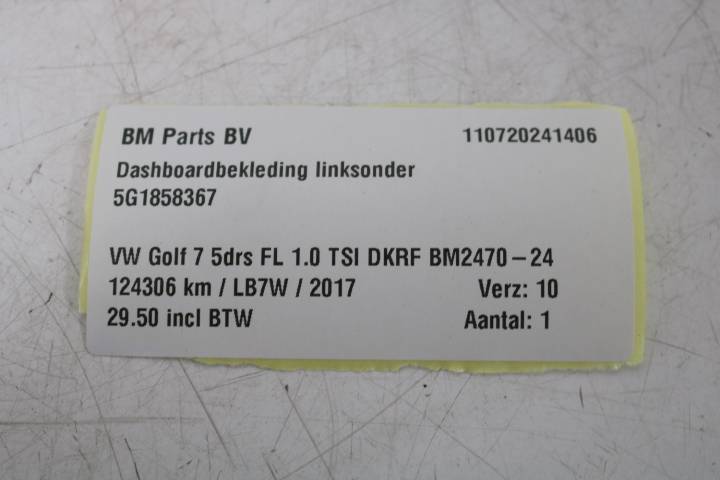 BM Parts BV 110720241406
Dashboardbekleding linksonder
5G1858367
VW Golf 7 5drs FL 1.0 TSI DKRF BM2470-24
124306 km / LB7W / 2017 Verz: 10
29.50 incl BTW Aantal: 1